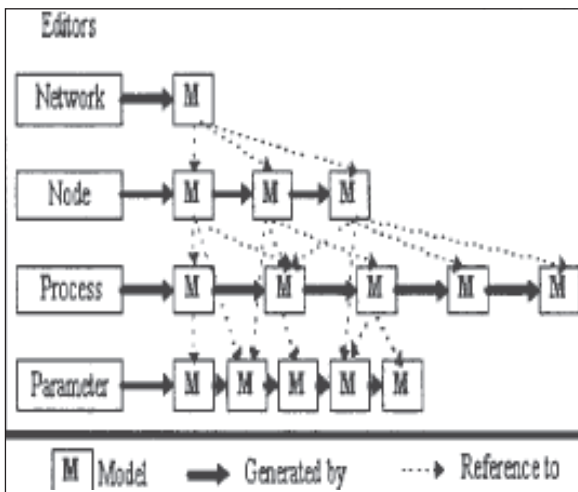 Editors
Network M
Node M M M
Process M M M M M
Parameter M M M M M
M Model Generated by Reference to